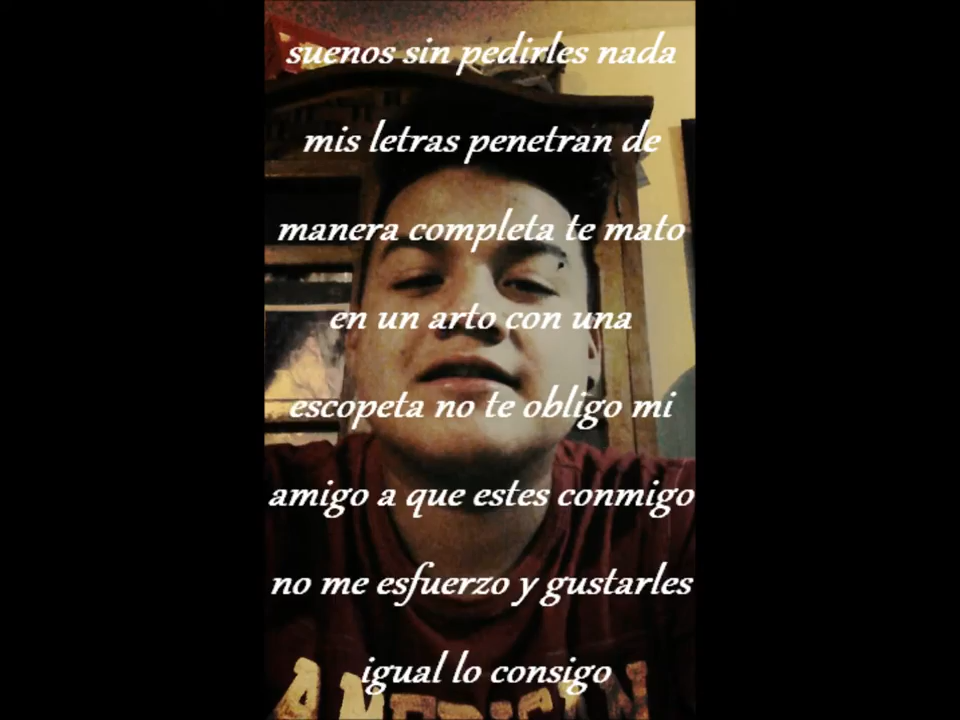 suenos sin pedirles nada
mis letras penetran de
manera completa te mato
en un arto con una
escopeta no te obligo mi
amigo a que estes conmigo
no me esfuerzo y gustarles
igual lo consigo
AMERICAN